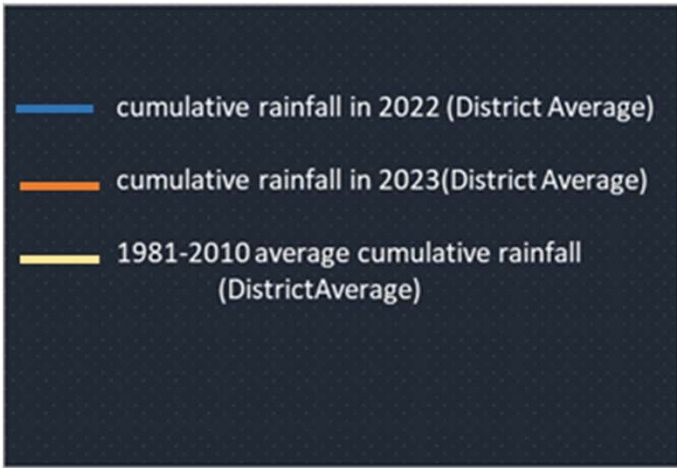 cumulative rainfall in 2022 (District Average)
cumulative rainfall in 2023(District Average)
1981-2010 average cumulative rainfall
(DistrictAverage)